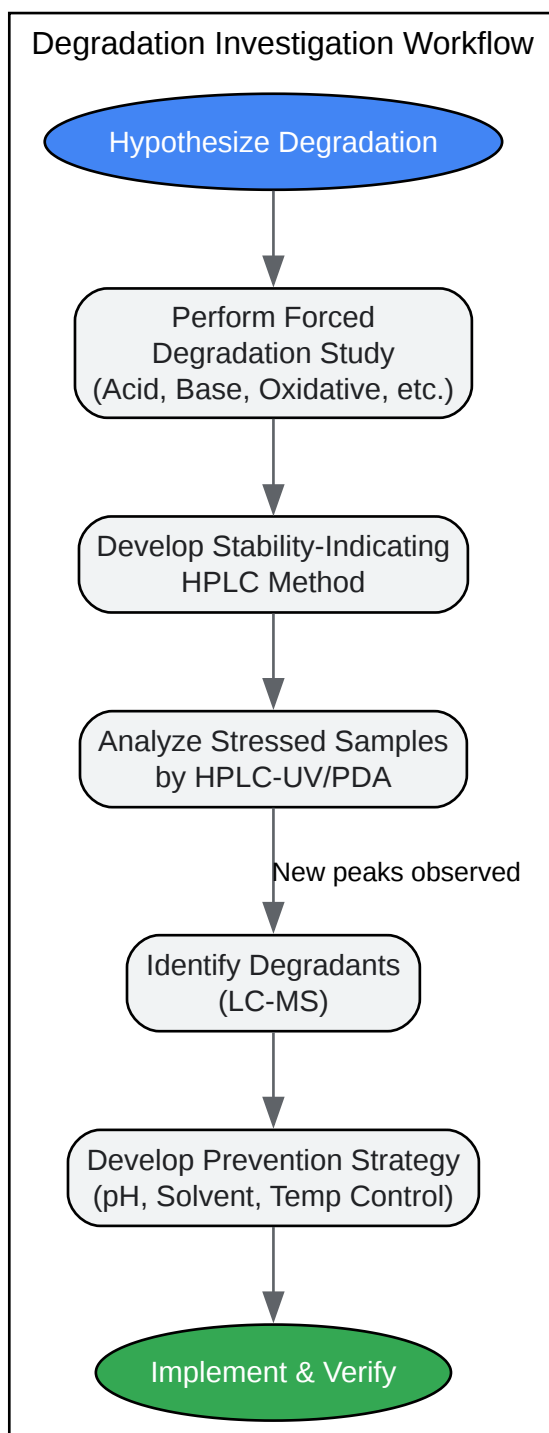 Degradation Investigation Workflow
Hypothesize Degradation
Perform Forced
Degradation Study
(Acid, Base, Oxidative, etc.)
Develop Stability-Indicating
HPLC Method
Analyze Stressed Samples
by HPLC-UV/PDA
New peaks observed
Identify Degradants
(LC-MS)
Develop Prevention Strategy
(pH, Solvent, Temp Control)
Implement & Verify